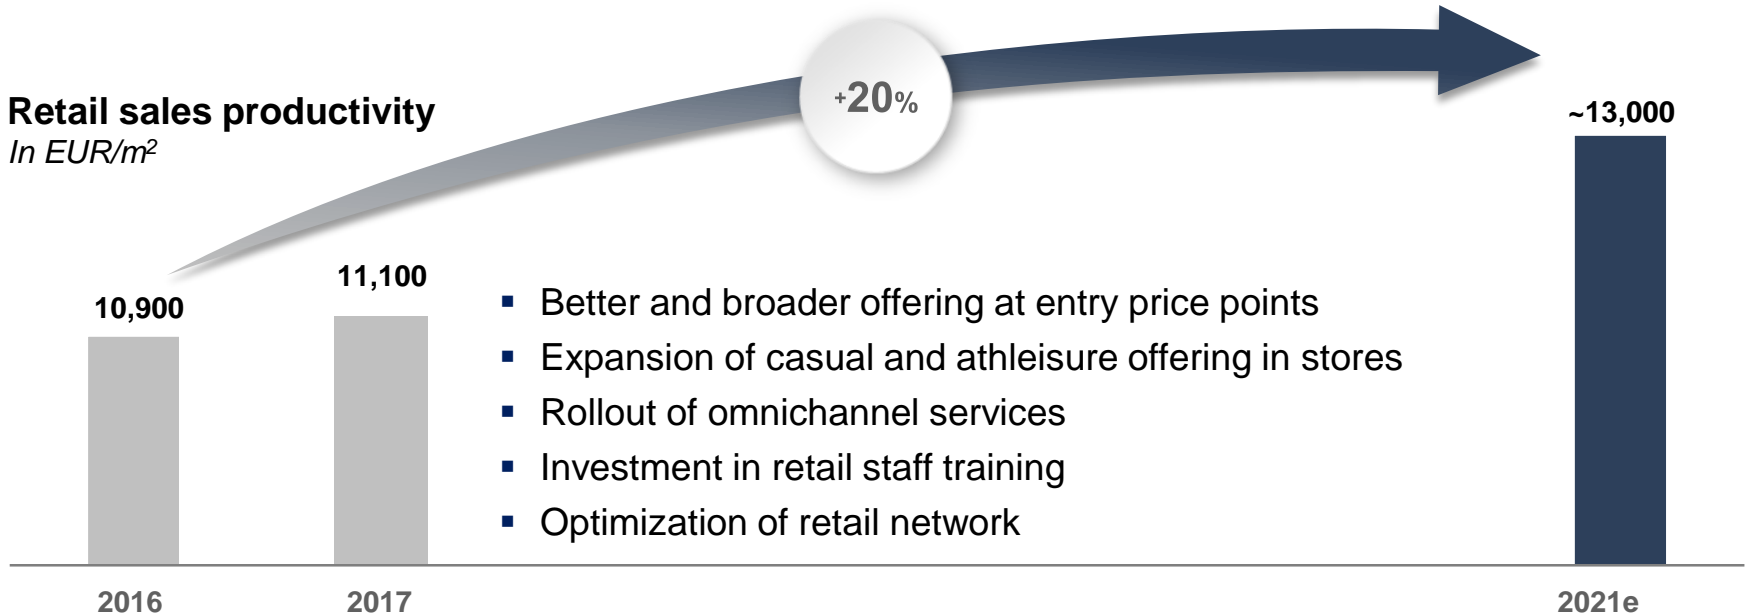 Retail sales productivity
In EUR/m²
+20%
~13,000
10,900
11,100
▪ Better and broader offering at entry price points
▪ Expansion of casual and athleisure offering in stores
▪ Rollout of omnichannel services
▪ Investment in retail staff training
▪ Optimization of retail network
2016
2017
2021e